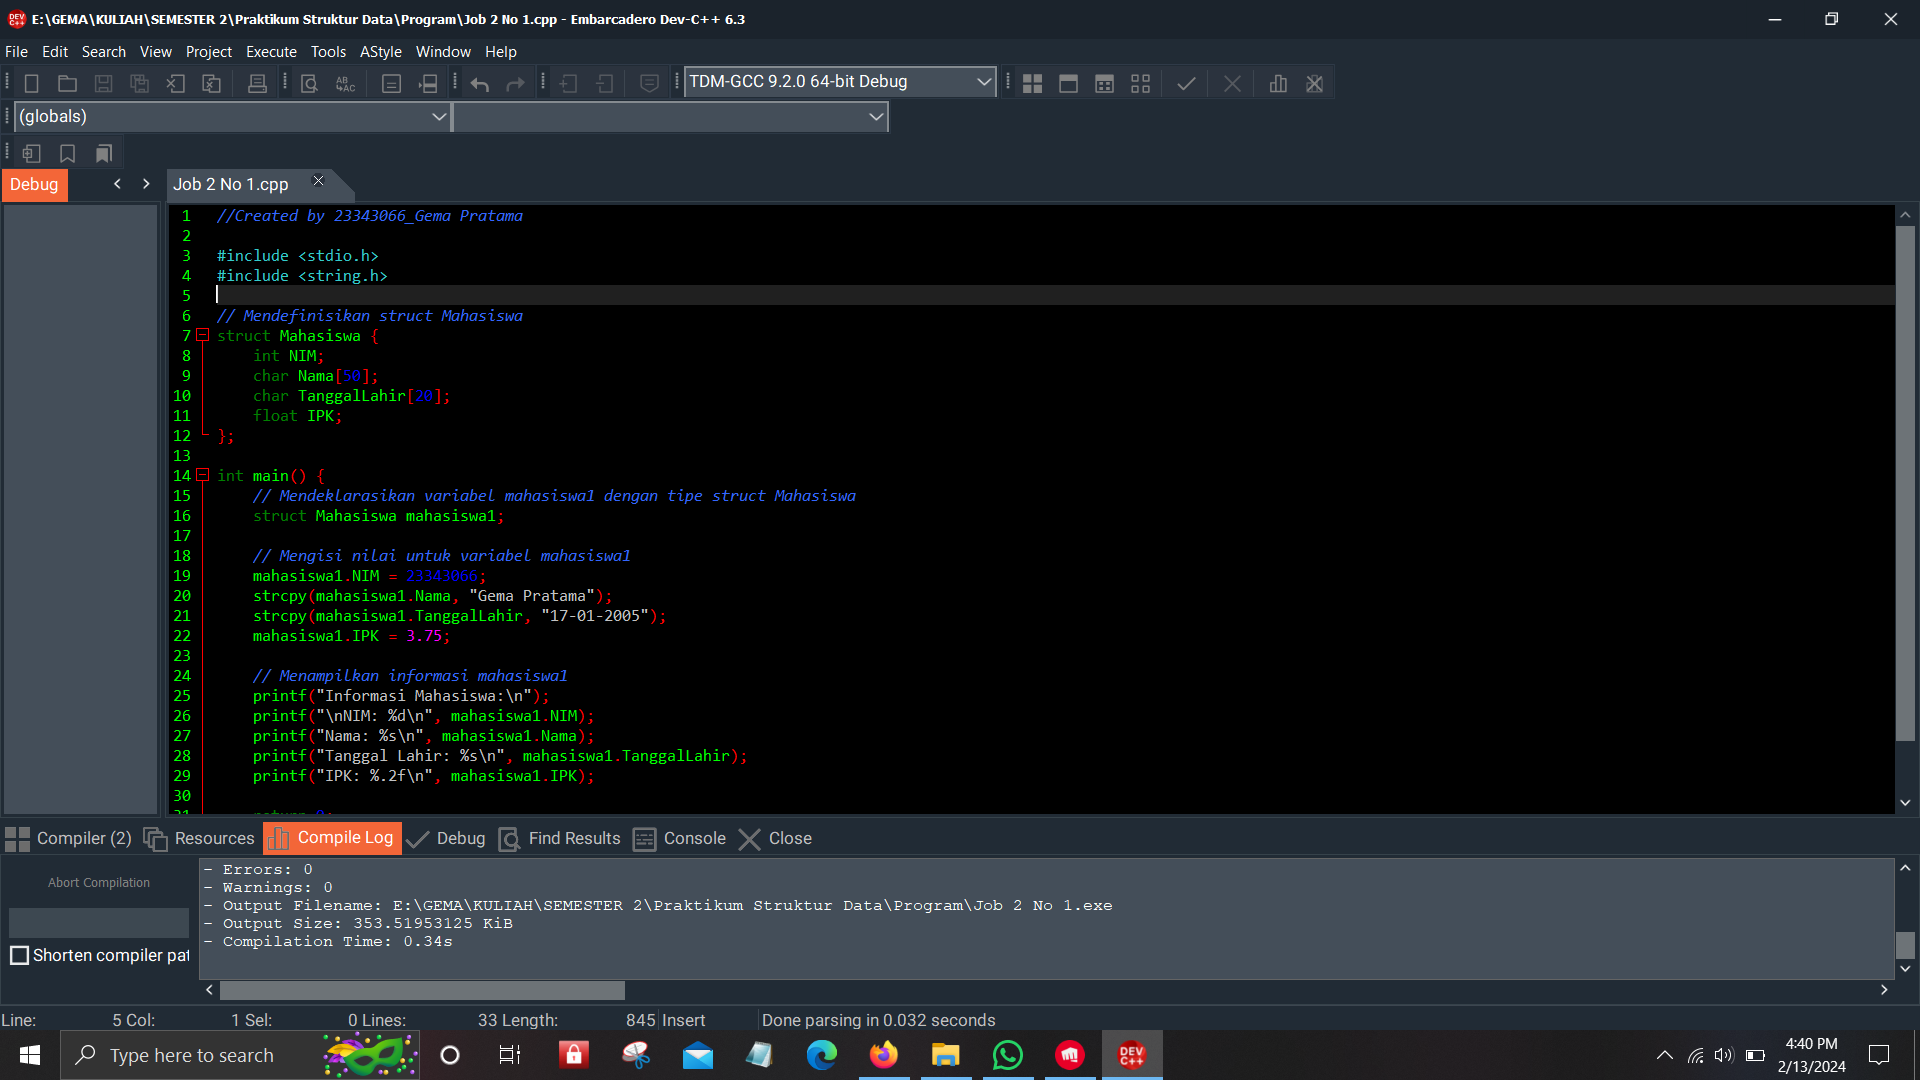 E:\GEMA\KULIAH\SEMESTER 2\Praktikum Struktur Data\Program\Job 2 No 1.cpp - Embarcadero Dev-C++ 6.3
File Edit Search View Project Execute Tools AStyle Window Help
TDM-GCC 9.2.0 64-bit Debug
(globals)
Debug
Job 2 No 1.cpp
1 //Created by 23343066_Gema Pratama
2
3 #include <stdio.h>
4 #include <string.h>
5
6 // Mendefinisikan struct Mahasiswa
7 struct Mahasiswa {
8     int NIM;
9     char Nama[50];
10     char TanggalLahir[20];
11     float IPK;
12 };
13
14 int main() {
15     // Mendeklarasikan variabel mahasiswa1 dengan tipe struct Mahasiswa
16     struct Mahasiswa mahasiswa1;
17
18     // Mengisi nilai untuk variabel mahasiswa1
19     mahasiswa1.NIM = 23343066;
20     strcpy(mahasiswa1.Nama, "Gema Pratama");
21     strcpy(mahasiswa1.TanggalLahir, "17-01-2005");
22     mahasiswa1.IPK = 3.75;
23
24     // Menampilkan informasi mahasiswa1
25     printf("Informasi Mahasiswa:\n");
26     printf("\nNIM: %d\n", mahasiswa1.NIM);
27     printf("Nama: %s\n", mahasiswa1.Nama);
28     printf("Tanggal Lahir: %s\n", mahasiswa1.TanggalLahir);
29     printf("IPK: %.2f\n", mahasiswa1.IPK);
30
Compiler (2) Resources Compile Log Debug Find Results Console Close
Abort Compilation
Shorten compiler pat
- Errors: 0
- Warnings: 0
- Output Filename: E:\GEMA\KULIAH\SEMESTER 2\Praktikum Struktur Data\Program\Job 2 No 1.exe
- Output Size: 353.51953125 KiB
- Compilation Time: 0.34s
Line: 5 Col: 1 Sel: 0 Lines: 33 Length: 845 Insert Done parsing in 0.032 seconds
Type here to search
DEV C++
4:40 PM
2/13/2024